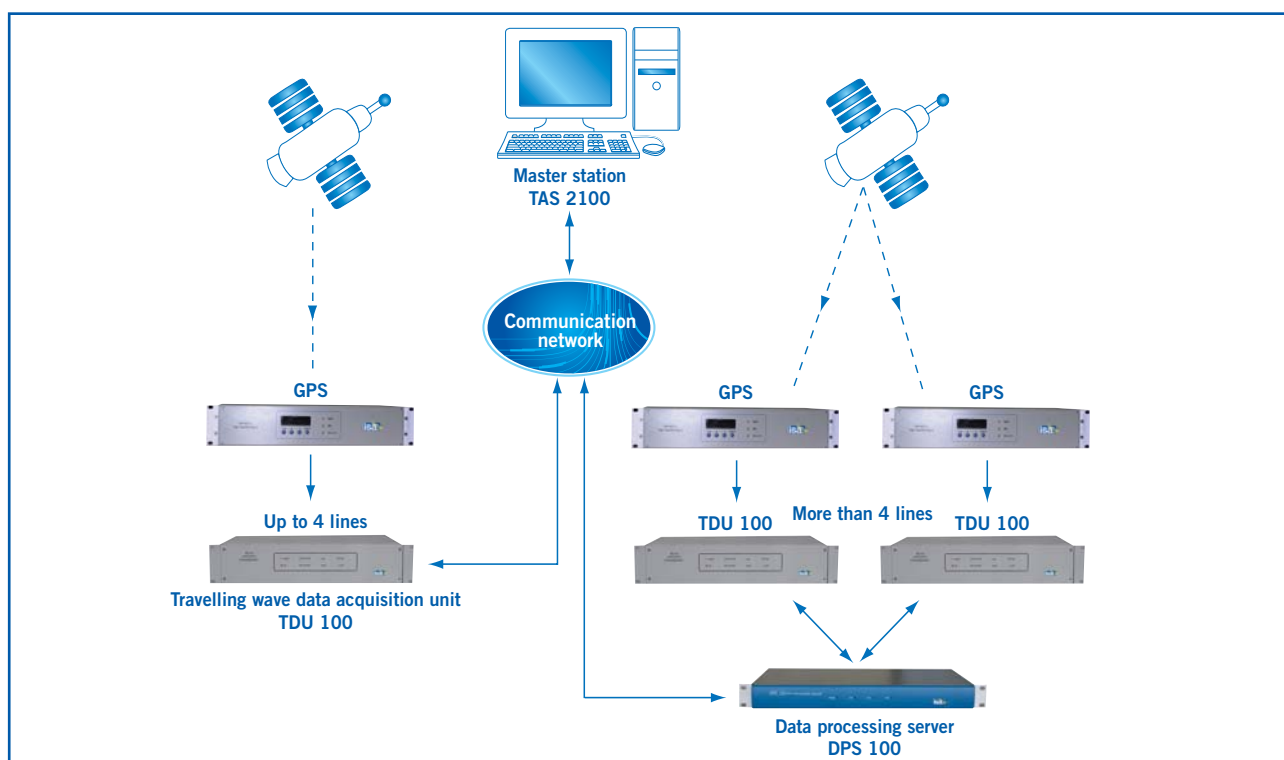 Master station
TAS 2100
Communication
network
GPS
GPS
GPS
Up to 4 lines
TDU 100
More than 4 lines
TDU 100
Travelling wave data acquisition unit
TDU 100
Data processing server
DPS 100